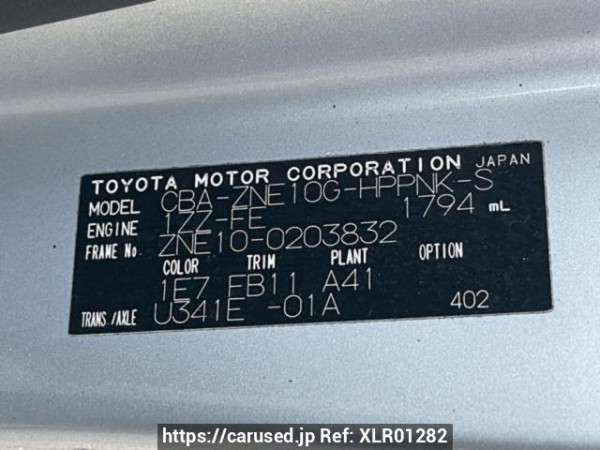 TOYOTA MOTOR CORPORATION JAPAN
MODEL CBA-ZNE10G-HPPNK-S
ENGINE 1ZZ-FE 1794 mL
FRAME No. ZNE10-0203832
COLOR TRIM PLANT OPTION
1E7 FB11 A41
TRANS./AXLE U341E -01A 402
https://carused.jp Ref: XLR01282